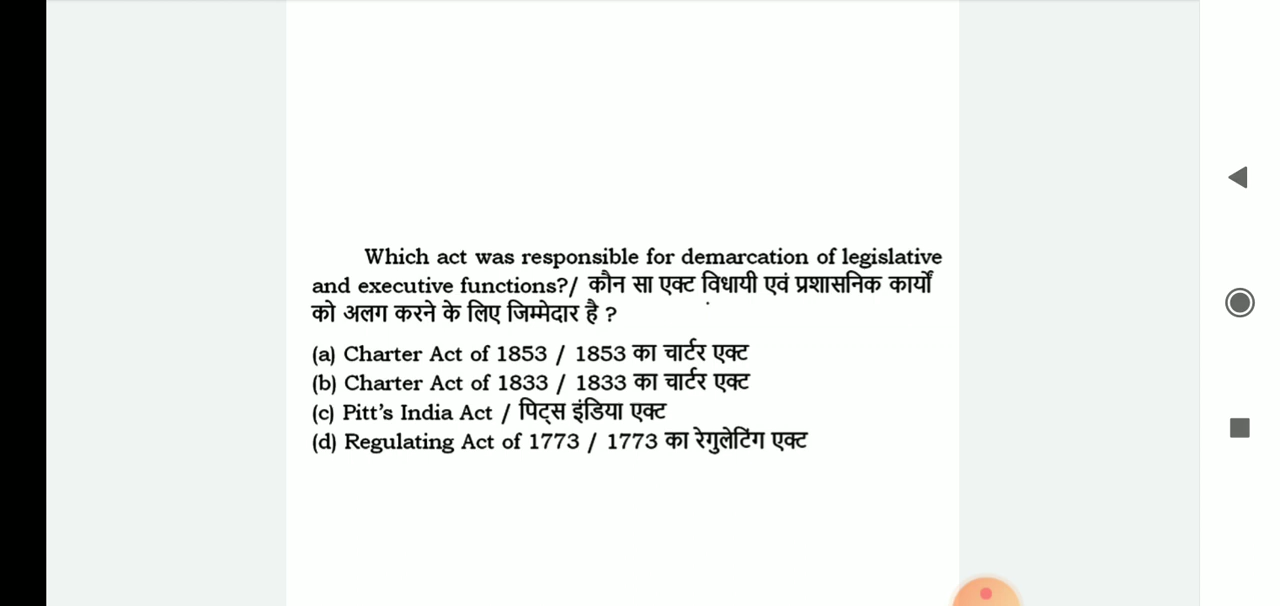 Which act was responsible for demarcation of legislative
and executive functions?/ कौन सा एक्ट विधायी एवं प्रशासनिक कार्यों
को अलग करने के लिए जिम्मेदार है ?
(a) Charter Act of 1853 / 1853 का चार्टर एक्ट
(b) Charter Act of 1833 / 1833 का चार्टर एक्ट
(c) Pitt's India Act / पिट्स इंडिया एक्ट
(d) Regulating Act of 1773 / 1773 का रेगुलेटिंग एक्ट